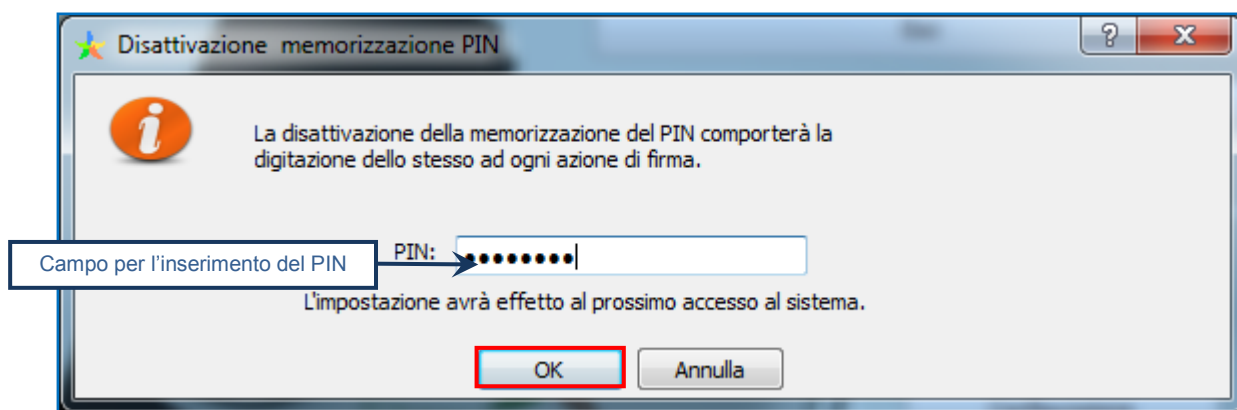 Disattivazione memorizzazione PIN
La disattivazione della memorizzazione del PIN comporterà la
digitazione dello stesso ad ogni azione di firma.
Campo per l'inserimento del PIN
PIN: ●●●●●●●●
L'impostazione avrà effetto al prossimo accesso al sistema.
OK Annulla